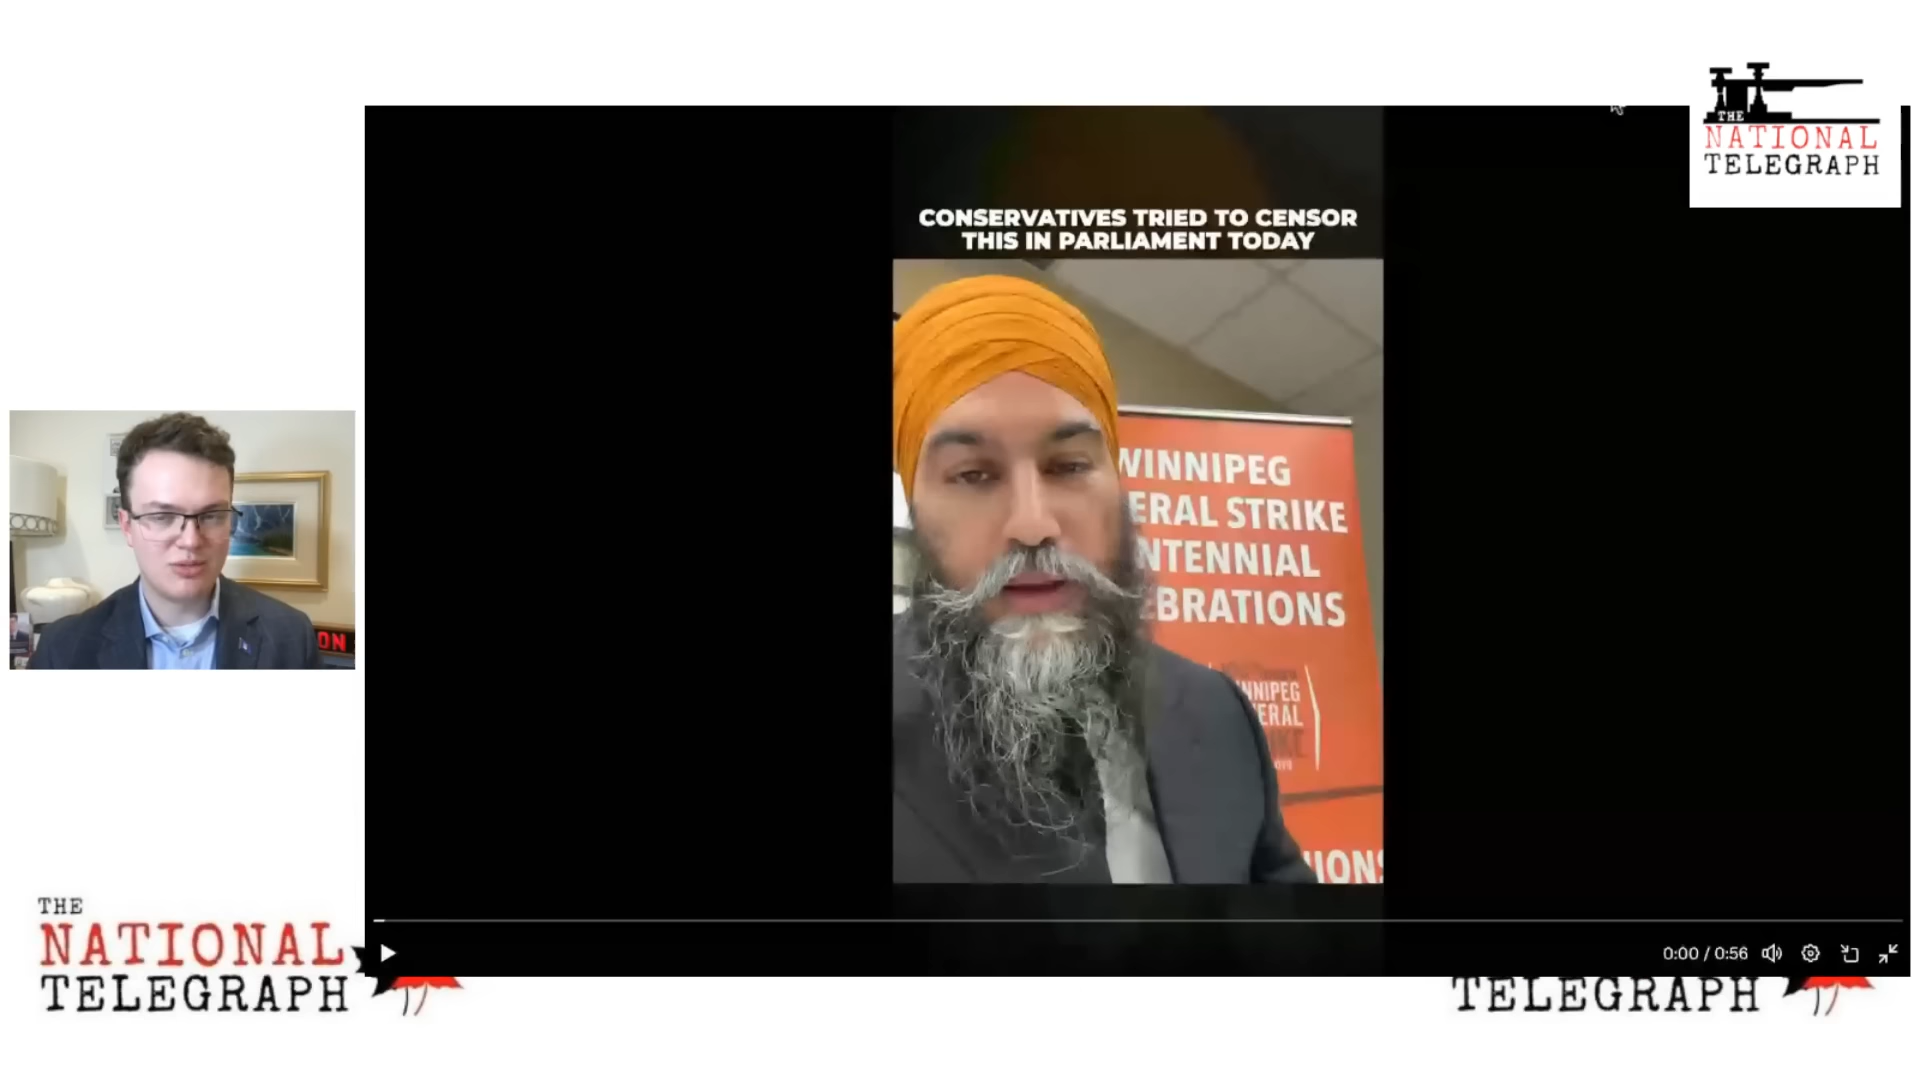 THE
NATIONAL
TELEGRAPH
CONSERVATIVES TRIED TO CENSOR
THIS IN PARLIAMENT TODAY
WINNIPEG
ERAL STRIKE
NTENNIAL
EBRATIONS
NNIPEG
ERAL
IONS
ON
0:00 / 0:56
THE
NATIONAL
TELEGRAPH
TELEGRAPH